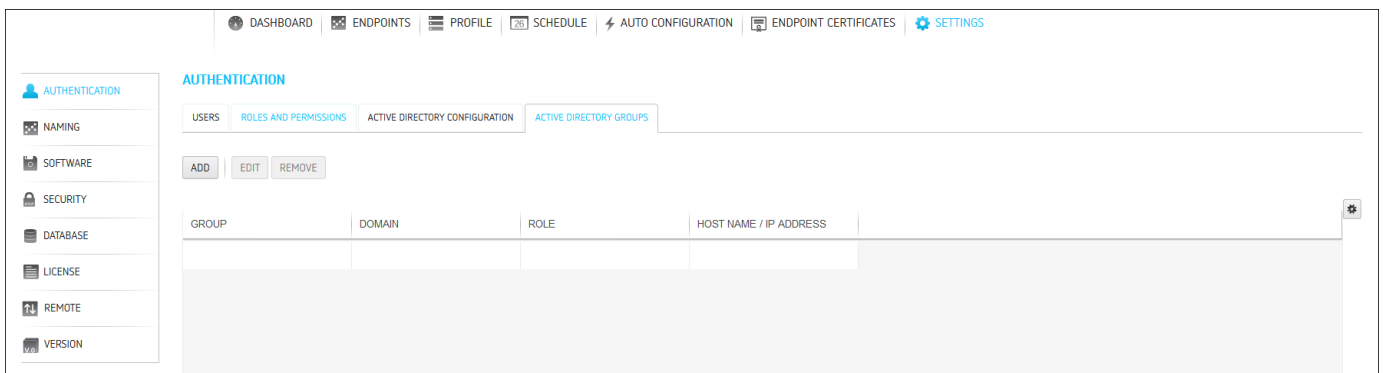 DASHBOARD ENDPOINTS PROFILE 26 SCHEDULE AUTO CONFIGURATION ENDPOINT CERTIFICATES SETTINGS
AUTHENTICATION
NAMING
SOFTWARE
SECURITY
DATABASE
LICENSE
REMOTE
VERSION
AUTHENTICATION
USERS ROLES AND PERMISSIONS ACTIVE DIRECTORY CONFIGURATION ACTIVE DIRECTORY GROUPS
ADD EDIT REMOVE
GROUP DOMAIN ROLE HOST NAME / IP ADDRESS